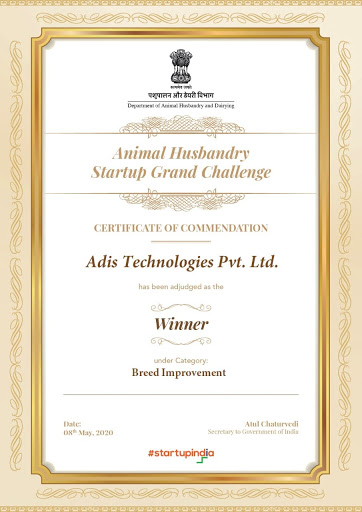 सत्यमेव जयते
पशुपालन और डेयरी विभाग
Department of Animal Husbandry and Dairying
Animal Husbandry
Startup Grand Challenge
CERTIFICATE OF COMMENDATION
Adis Technologies Pvt. Ltd.
has been adjudged as the
Winner
under Category:
Breed Improvement
Date:
08th May, 2020
Atul Chaturvedi
Secretary to Government of India
#startupindia